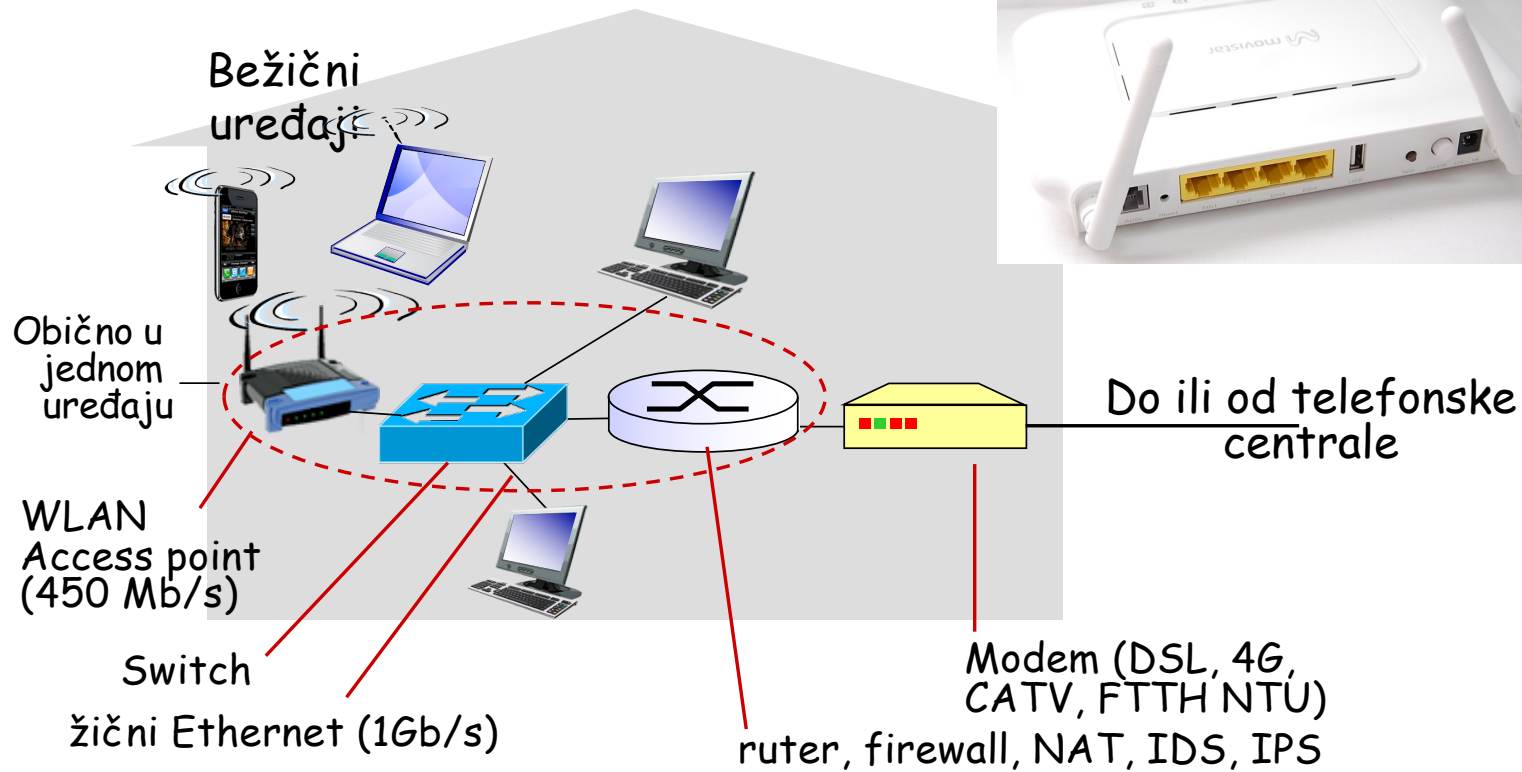 Bežični
uređaji
movistar
Obično u
jednom
uređaju
Do ili od telefonske
centrale
WLAN
Access point
(450 Mb/s)
Switch
žični Ethernet (1Gb/s)
Modem (DSL, 4G,
CATV, FTTH NTU)
ruter, firewall, NAT, IDS, IPS